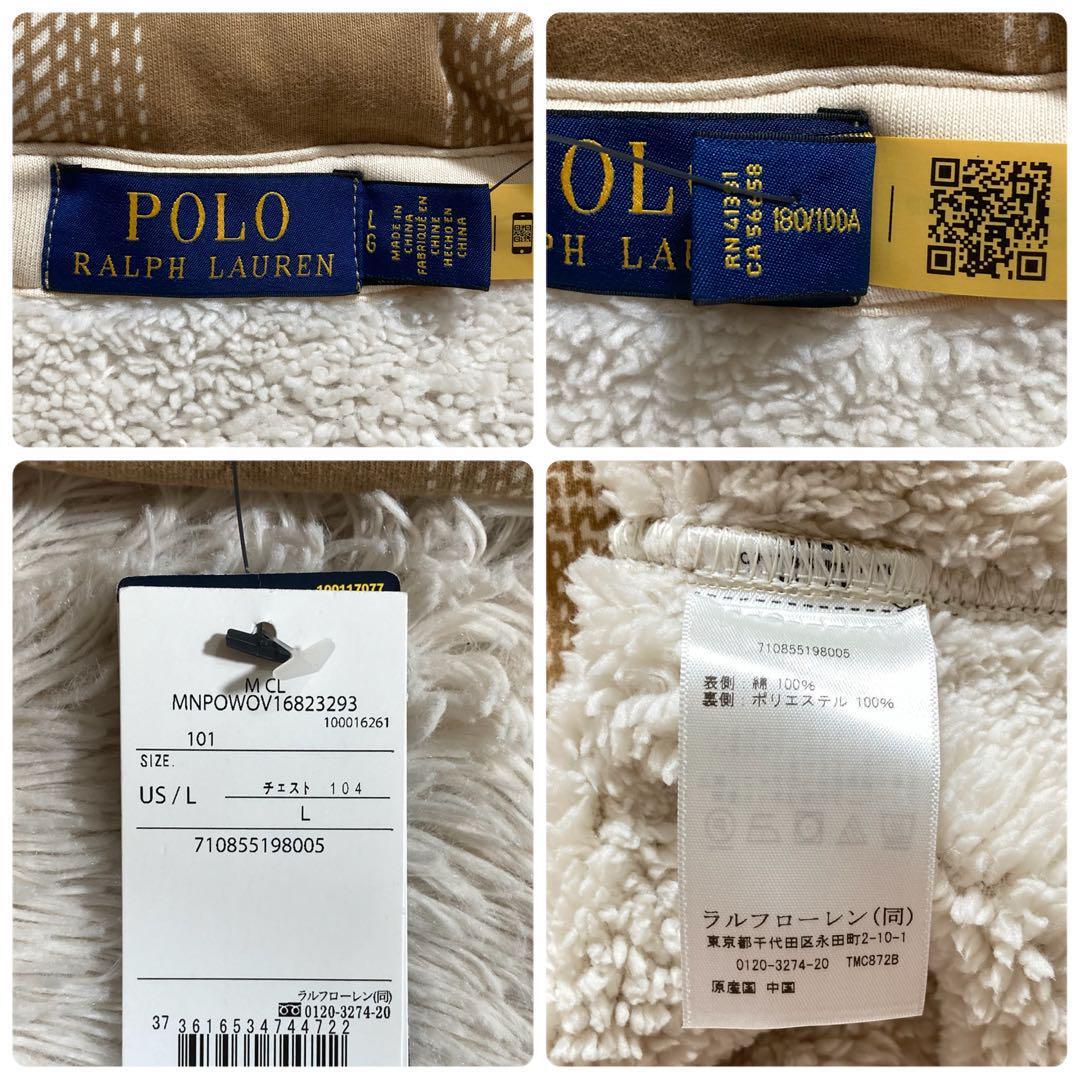 POLO
RALPH LAUREN
L
G
MADE IN
CHINA
FABRIQUÉ EN
CHINE
HECHO EN
CHINA
OLO
PH LAU
RN 41381
CA 56658
180/100A
100117077
M CL
MNPOWOV16823293
100016261
101
SIZE.
US / L
チェスト 104
L
710855198005
ラルフローレン(同)
0120-3274-20
37
3616534744722
710855198005
表側 : 綿 100%
裏側 : ポリエステル 100%
ラルフローレン(同)
東京都千代田区永田町2-10-1
0120-3274-20 TMC872B
原産国 中国